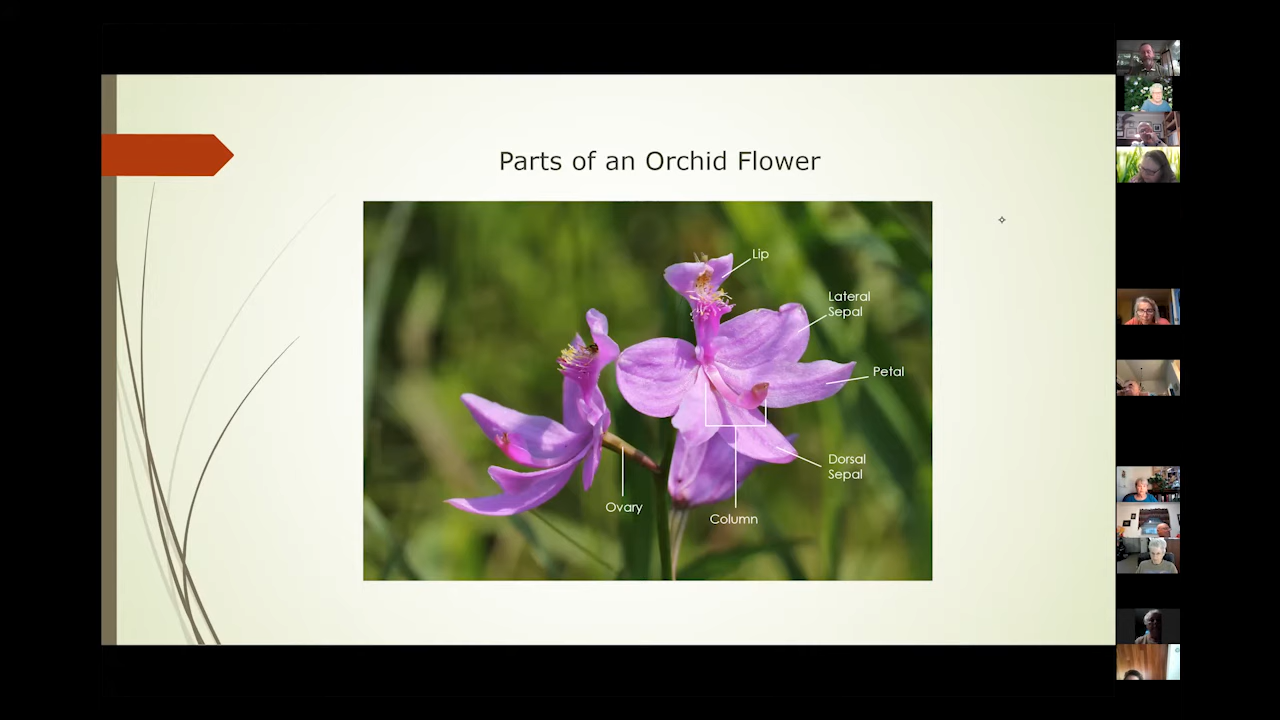 Parts of an Orchid Flower
Lip
Lateral
Sepal
Petal
Dorsal
Sepal
Ovary
Column